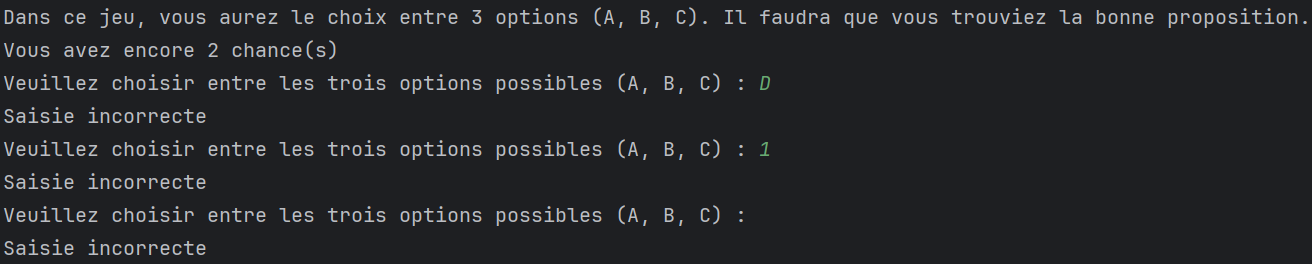 Dans ce jeu, vous aurez le choix entre 3 options (A, B, C). Il faudra que vous trouviez la bonne proposition.
Vous avez encore 2 chance(s)
Veuillez choisir entre les trois options possibles (A, B, C) : D
Saisie incorrecte
Veuillez choisir entre les trois options possibles (A, B, C) : 1
Saisie incorrecte
Veuillez choisir entre les trois options possibles (A, B, C) :
Saisie incorrecte